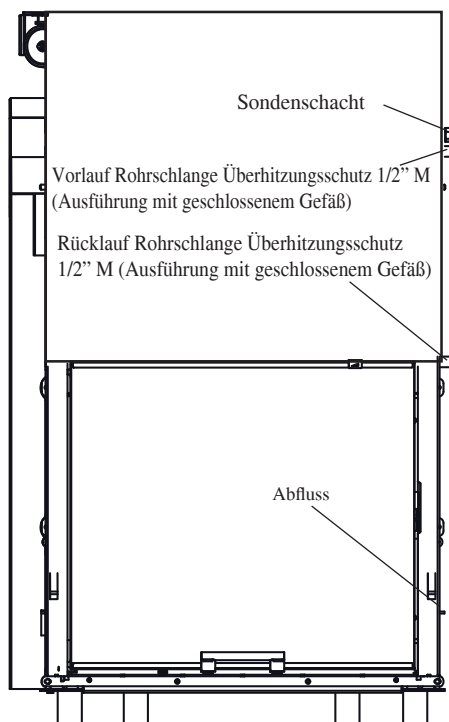 Sondenschacht
Vorlauf Rohrschlange Überhitzungsschutz 1/2” M
(Ausführung mit geschlossenem Gefäß)
Rücklauf Rohrschlange Überhitzungsschutz
1/2” M (Ausführung mit geschlossenem Gefäß)
Abfluss